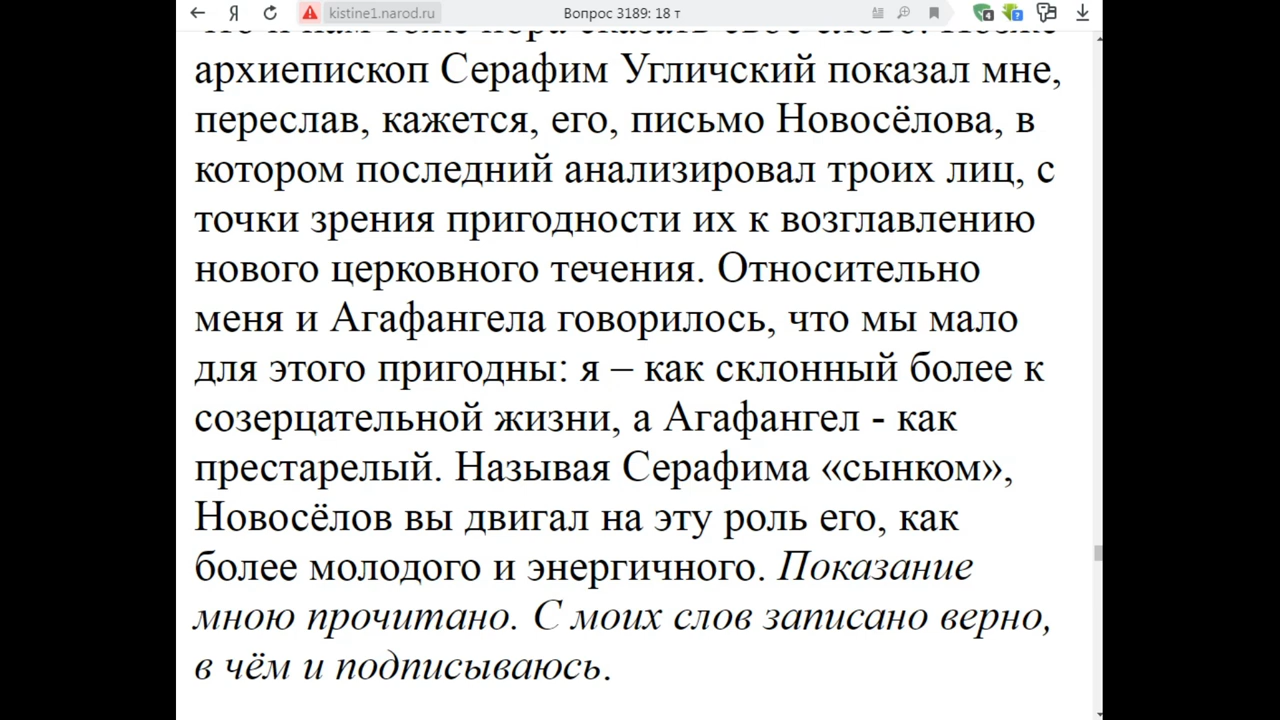 kistine1.narod.ru
Вопрос 3189: 18 т
архиепископ Серафим Угличский показал мне,
переслав, кажется, его, письмо Новосёлова, в
котором последний анализировал троих лиц, с
точки зрения пригодности их к возглавлению
нового церковного течения. Относительно
меня и Агафангела говорилось, что мы мало
для этого пригодны: я – как склонный более к
созерцательной жизни, а Агафангел - как
престарелый. Называя Серафима «сынком»,
Новосёлов вы двигал на эту роль его, как
более молодого и энергичного. Показание
мною прочитано. С моих слов записано верно,
в чём и подписываюсь.